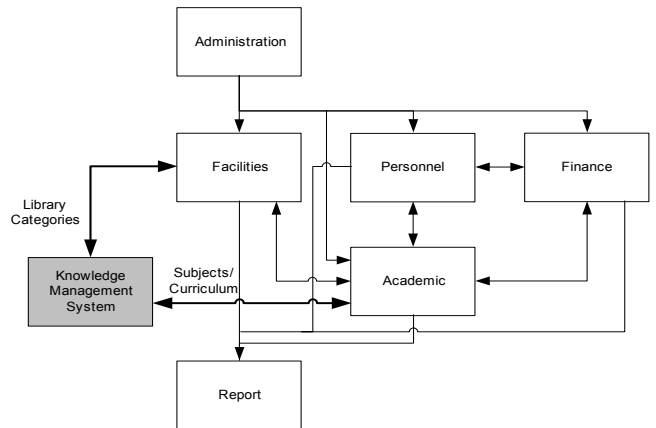 Administration
Facilities
Personnel
Finance
Library
Categories
Knowledge
Management
System
Subjects/
Curriculum
Academic
Report